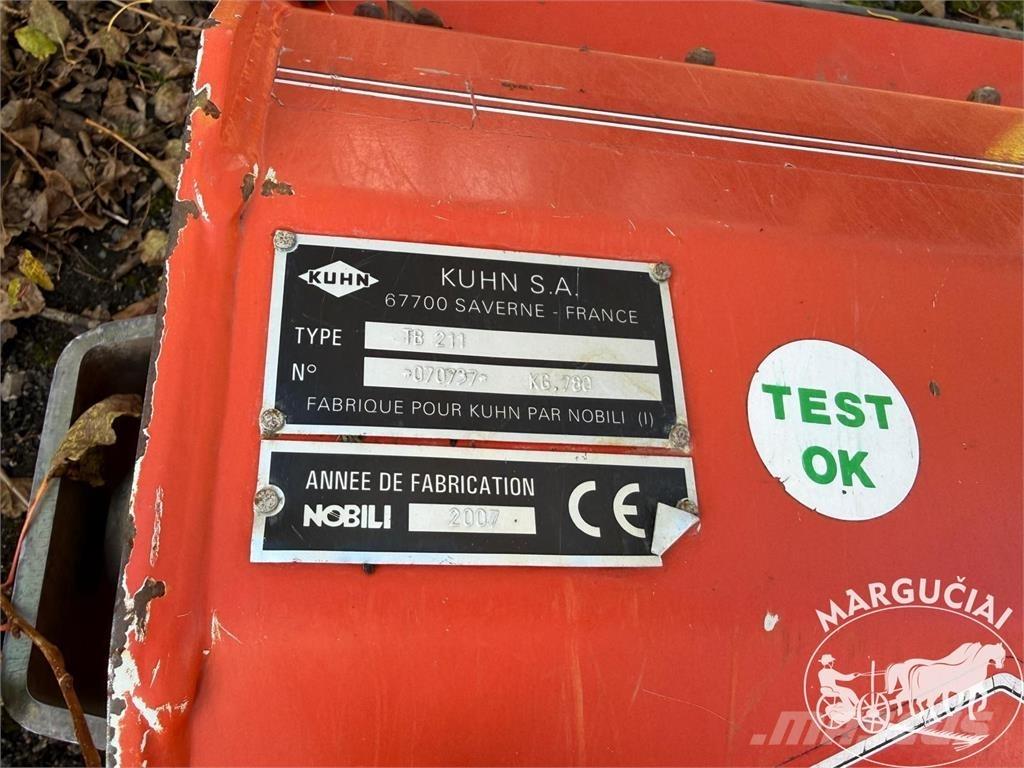 KUHN
KUHN S.A.
67700 SAVERNE - FRANCE
TYPE TB 211
N° *070737* KG.780
FABRIQUE POUR KUHN PAR NOBILI (I)
ANNEE DE FABRICATION
NOBILI 2007
CE
TEST
OK
MARGUČIAI
mascus